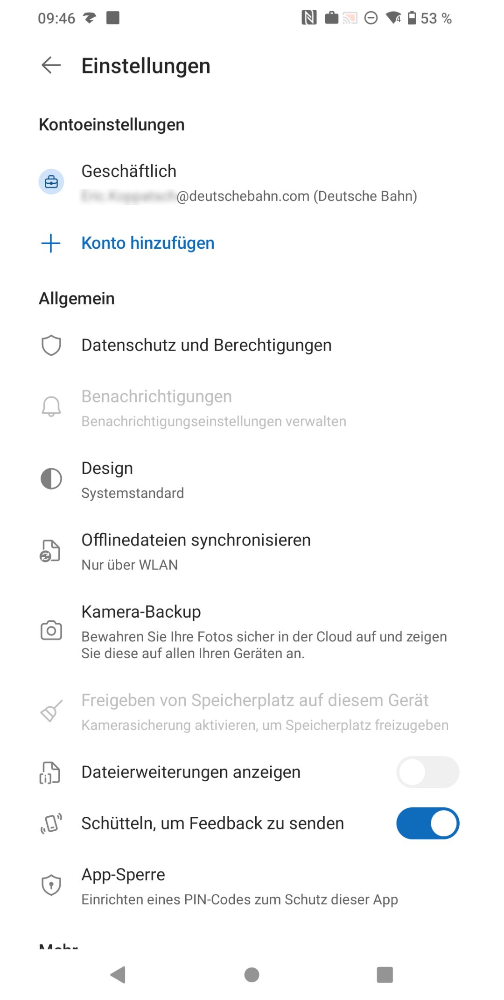 09:46
53 %
Einstellungen
Kontoeinstellungen
Geschäftlich
@deutschebahn.com (Deutsche Bahn)
Konto hinzufügen
Allgemein
Datenschutz und Berechtigungen
Benachrichtigungen
Benachrichtigungseinstellungen verwalten
Design
Systemstandard
Offlinedateien synchronisieren
Nur über WLAN
Kamera-Backup
Bewahren Sie Ihre Fotos sicher in der Cloud auf und zeigen
Sie diese auf allen Ihren Geräten an.
Freigeben von Speicherplatz auf diesem Gerät
Kamerasicherung aktivieren, um Speicherplatz freizugeben
Dateierweiterungen anzeigen
Schütteln, um Feedback zu senden
App-Sperre
Einrichten eines PIN-Codes zum Schutz dieser App
Mehr